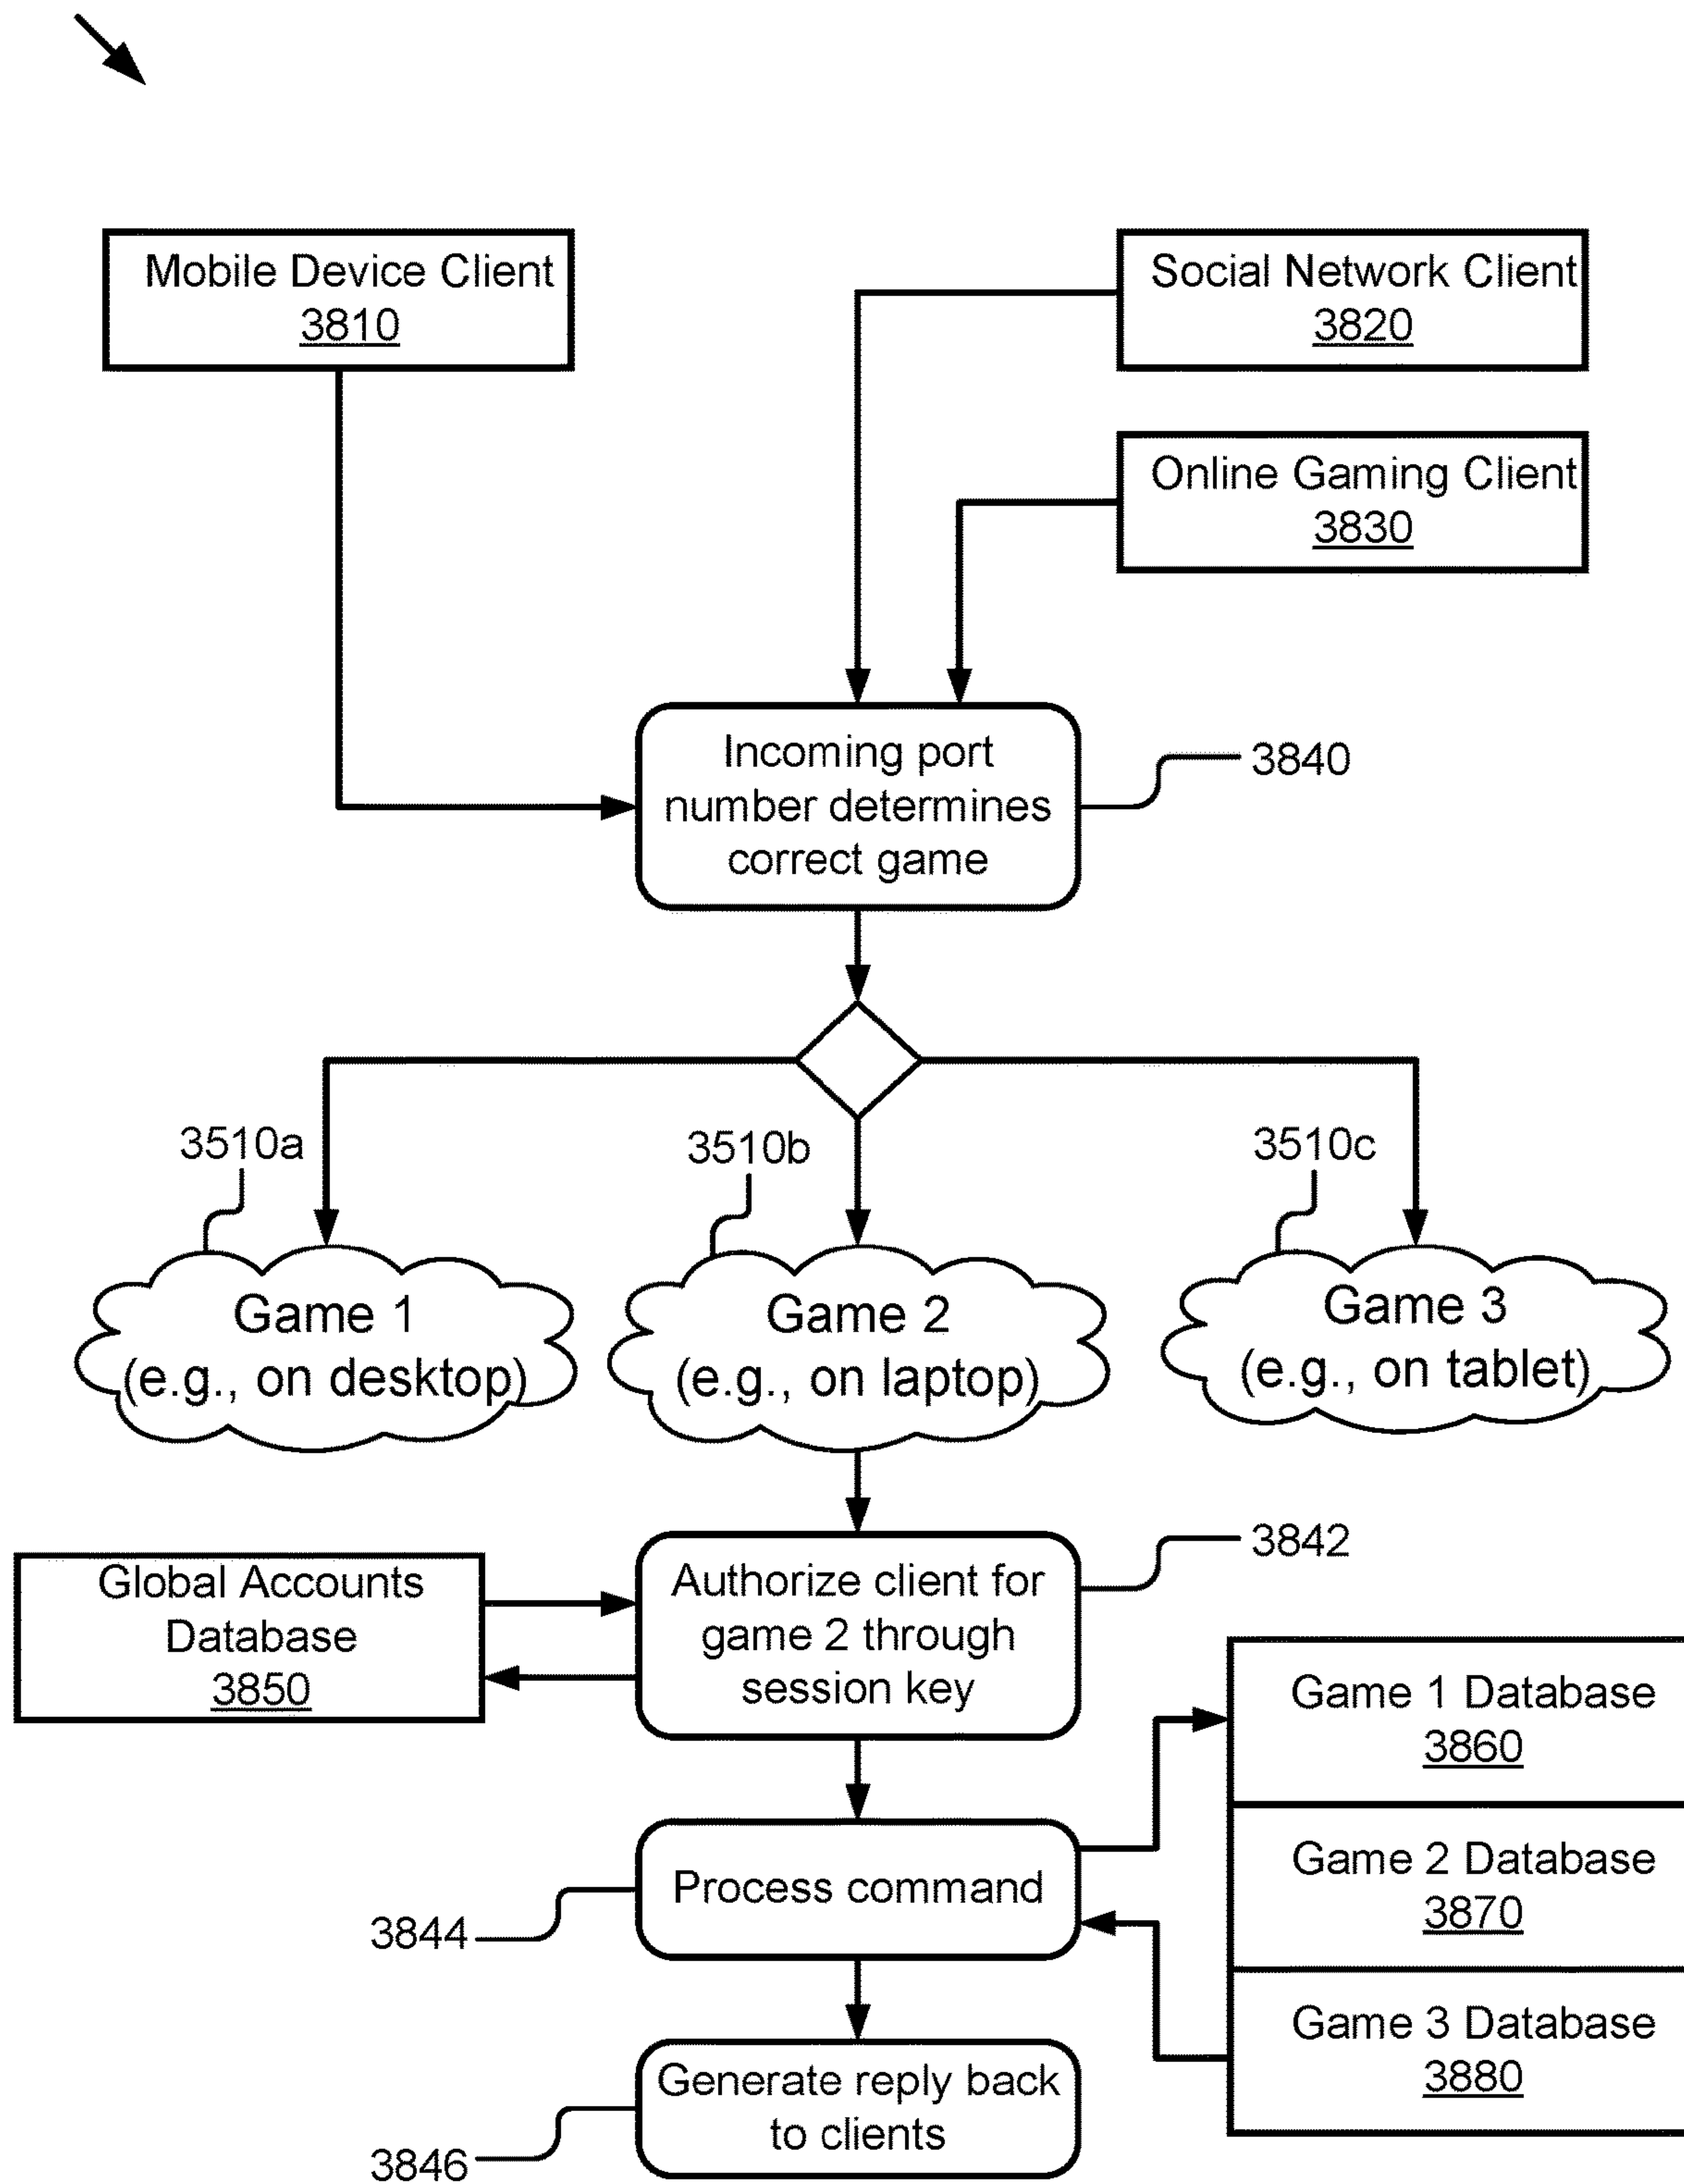 Mobile Device Client
3810
Social Network Client
3820
Online Gaming Client
3830
Incoming port
number determines
correct game
3840
3510a
3510b
3510c
Game 1
(e.g., on desktop)
Game 2
(e.g., on laptop)
Game 3
(e.g., on tablet)
Global Accounts
Database
3850
Authorize client for
game 2 through
session key
3842
Game 1 Database
3860
Process command
3844
Game 2 Database
3870
Game 3 Database
3880
Generate reply back
to clients
3846